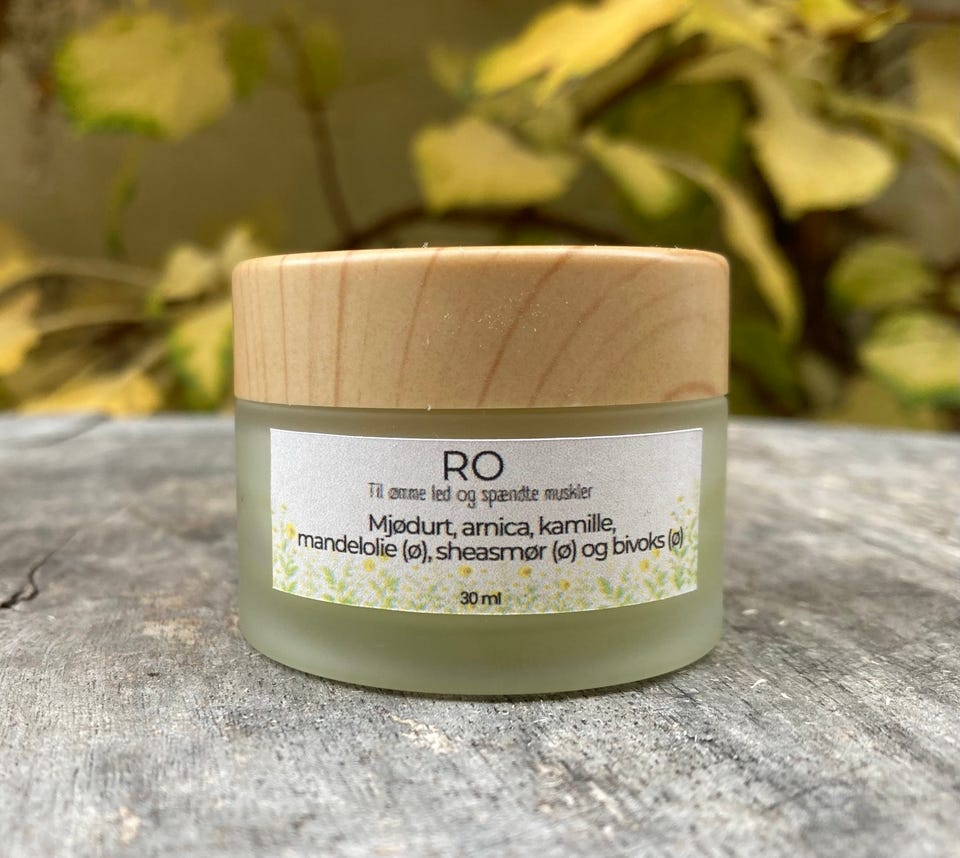 RO
Til ømme led og spændte muskler
Mjødurt, arnica, kamille,
mandelolie (ø), sheasmør (ø) og bivoks (ø)
30 ml